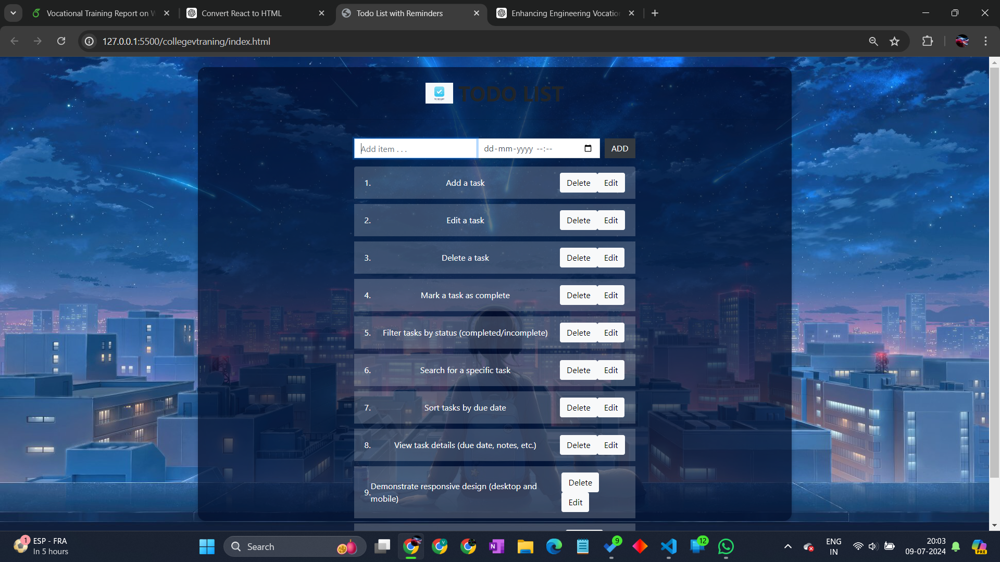 Vocational Training Report on W
Convert React to HTML
Todo List with Reminders
Enhancing Engineering Vocatio
127.0.0.1:5500/collegevtraning/index.html
TO DO LIST
TODO LIST
Add item . . .
dd-mm-yyyy --:--
ADD
1. Add a task Delete Edit
2. Edit a task Delete Edit
3. Delete a task Delete Edit
4. Mark a task as complete Delete Edit
5. Filter tasks by status (completed/incomplete) Delete Edit
6. Search for a specific task Delete Edit
7. Sort tasks by due date Delete Edit
8. View task details (due date, notes, etc.) Delete Edit
9. Demonstrate responsive design (desktop and
mobile)
Delete
Edit
1
ESP - FRA
In 5 hours
Search
V
N
9
12
ENG
IN
20:03
09-07-2024
PRE